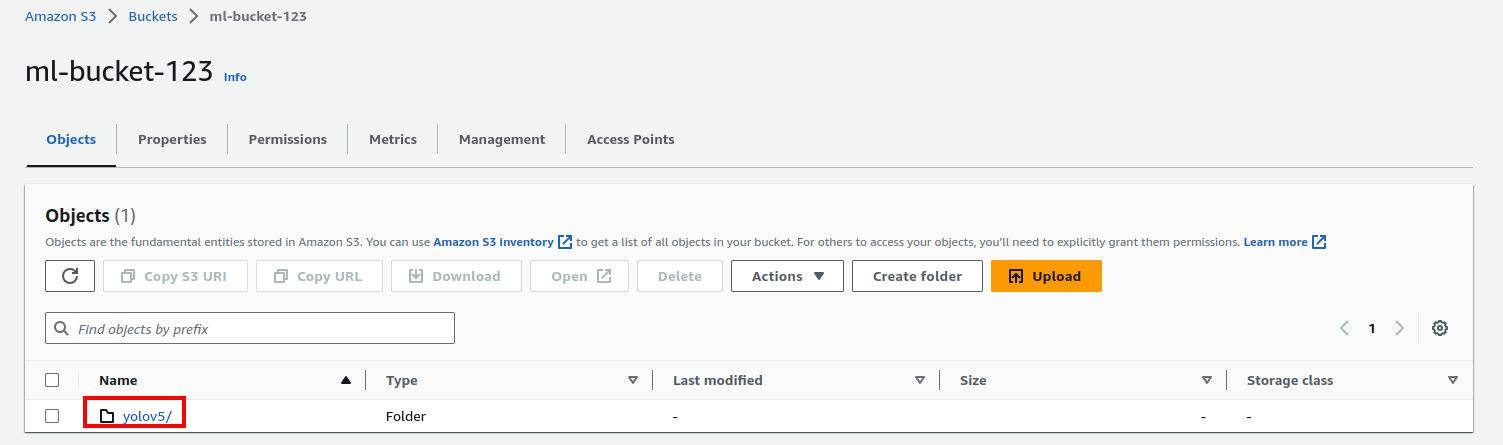 Amazon S3 > Buckets > ml-bucket-123
ml-bucket-123 Info
Objects Properties Permissions Metrics Management Access Points
Objects (1)
Objects are the fundamental entities stored in Amazon S3. You can use Amazon S3 inventory to get a list of all objects in your bucket. For others to access your objects, you'll need to explicitly grant them permissions. Learn more
Copy S3 URI Copy URL Download Open Delete Actions Create folder Upload
Find objects by prefix 1
Name Type Last modified Size Storage class
yolov5/ Folder - - -